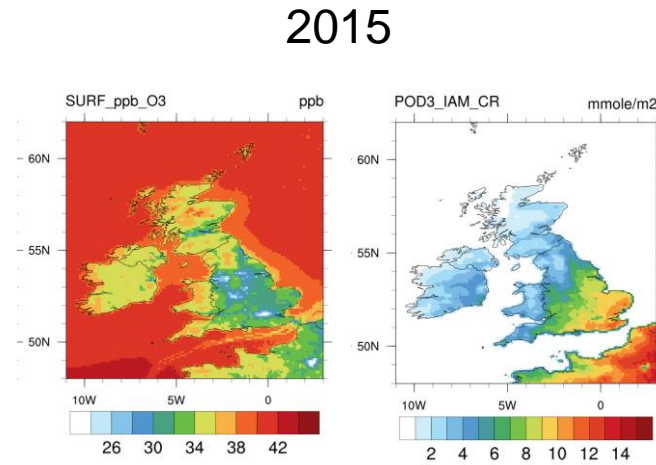 2015
SURF_ppb_O3 ppb
POD3_IAM_CR mmole/m2
60N
55N
50N
10W 5W 0
26 30 34 38 42
60N
55N
50N
10W 5W 0
2 4 6 8 10 12 14